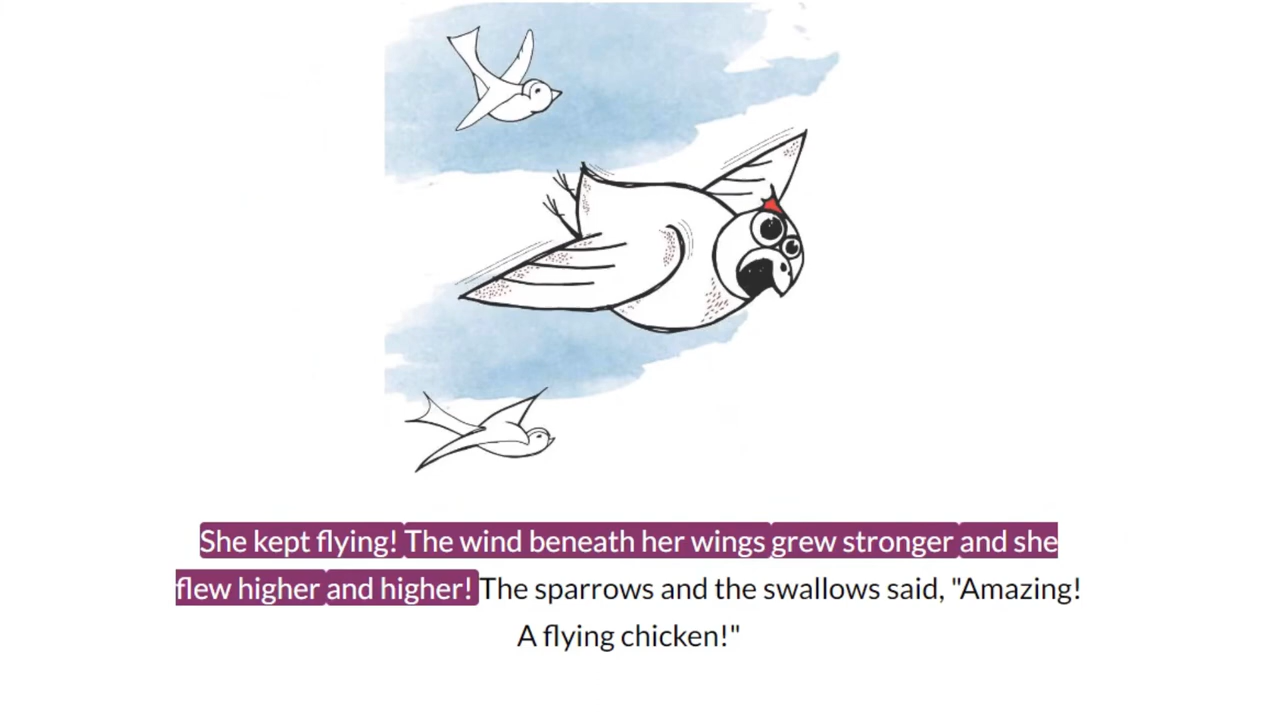 She kept flying! The wind beneath her wings grew stronger and she
flew higher and higher! The sparrows and the swallows said, "Amazing!
A flying chicken!"